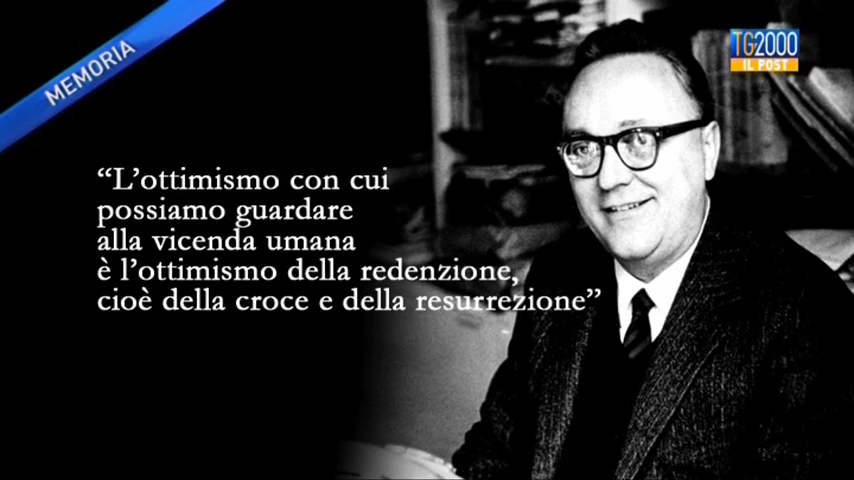 MEMORIA
TG2000
IL POST
“L’ottimismo con cui
possiamo guardare
alla vicenda umana
è l’ottimismo della redenzione,
cioè della croce e della resurrezione”